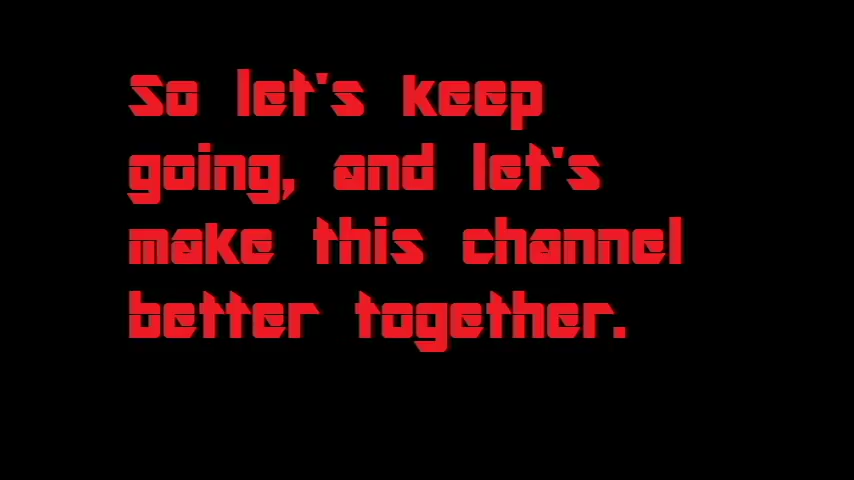 So let's keep
going, and let's
make this channel
better together.